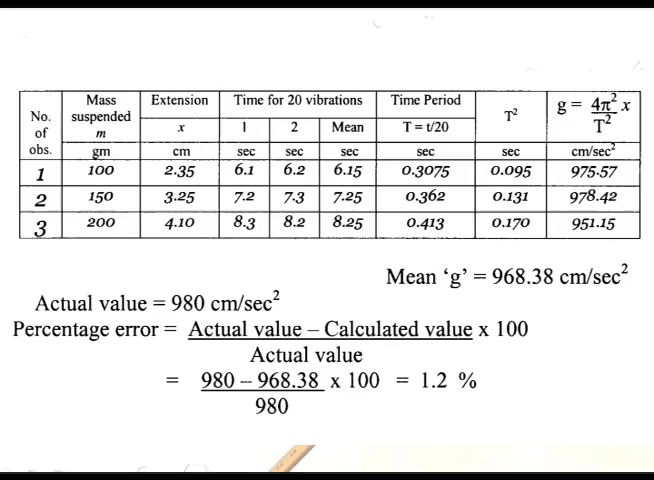 No. of obs. | Mass suspended m | Extension x | Time for 20 vibrations | Time Period T = t/20 | T² | g = 4π² x / T²
1 | 2 | Mean
gm | cm | sec | sec | sec | sec | sec | cm/sec²
1 | 100 | 2.35 | 6.1 | 6.2 | 6.15 | 0.3075 | 0.095 | 975.57
2 | 150 | 3.25 | 7.2 | 7.3 | 7.25 | 0.362 | 0.131 | 978.42
3 | 200 | 4.10 | 8.3 | 8.2 | 8.25 | 0.413 | 0.170 | 951.15
Mean ‘g’ = 968.38 cm/sec²
Actual value = 980 cm/sec²
Percentage error = Actual value – Calculated value x 100
Actual value
= 980 – 968.38 x 100 = 1.2 %
980